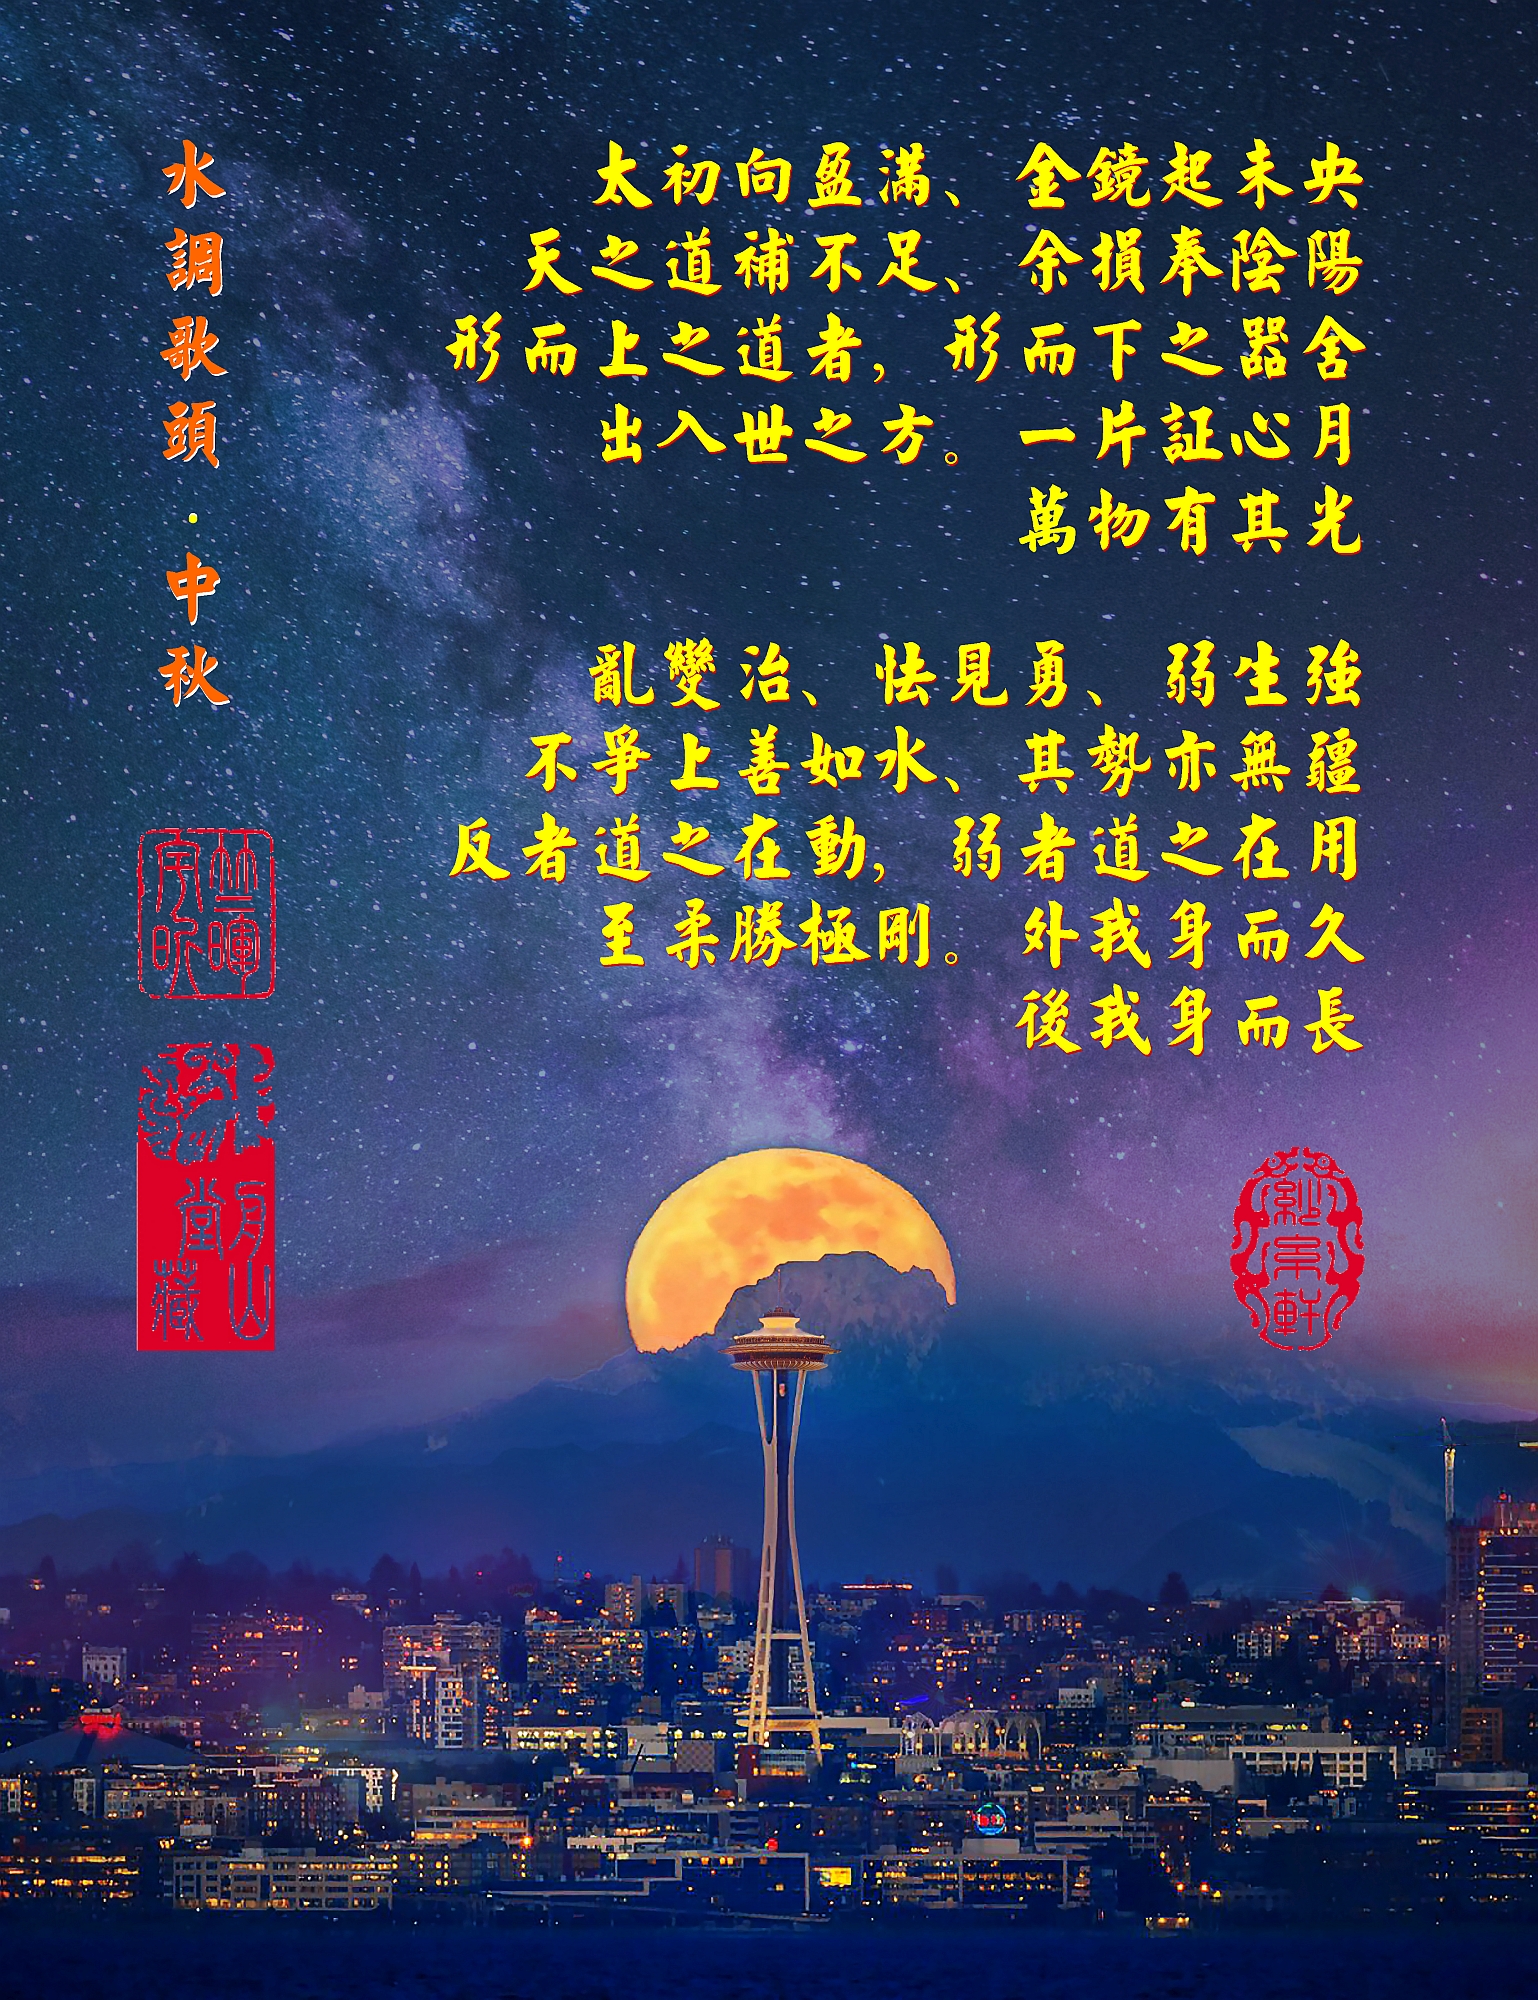 水調歌頭·中秋
太初向盈滿、金鏡起未央
天之道補不足、余損奉陰陽
形而上之道者，形而下之器舍
出入世之方。一片証心月
萬物有其光
亂變治、怯見勇、弱生強
不爭上善如水、其勢亦無疆
反者道之在動，弱者道之在用
至柔勝極剛。外我身而久
後我身而長